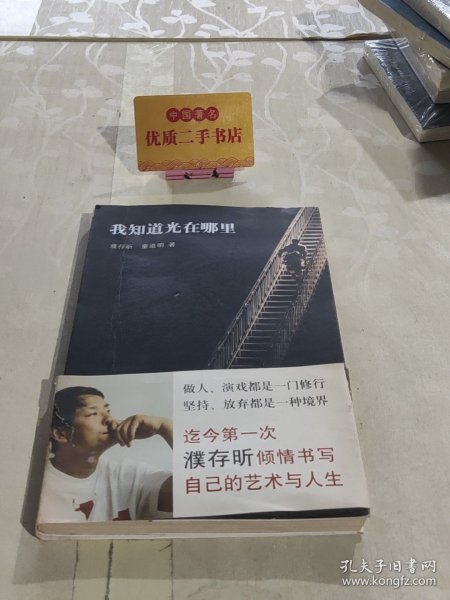 中国著名
优质二手书店
我知道光在哪里
濮存昕 童道明 著
做人、演戏都是一门修行
坚持、放弃都是一种境界
迄今第一次
濮存昕倾情书写
自己的艺术与人生
孔夫子旧书网
www.kongfz.com